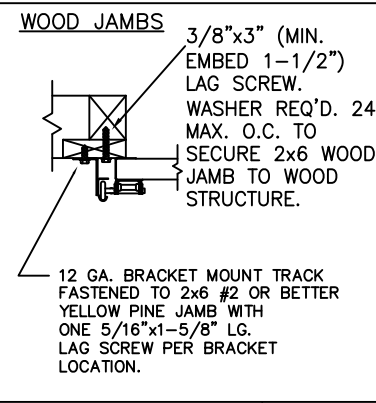 WOOD JAMBS
3/8"x3" (MIN.
EMBED 1-1/2")
LAG SCREW.
WASHER REQ'D. 24
MAX. O.C. TO
SECURE 2x6 WOOD
JAMB TO WOOD
STRUCTURE.
12 GA. BRACKET MOUNT TRACK
FASTENED TO 2x6 #2 OR BETTER
YELLOW PINE JAMB WITH
ONE 5/16"x1-5/8" LG.
LAG SCREW PER BRACKET
LOCATION.